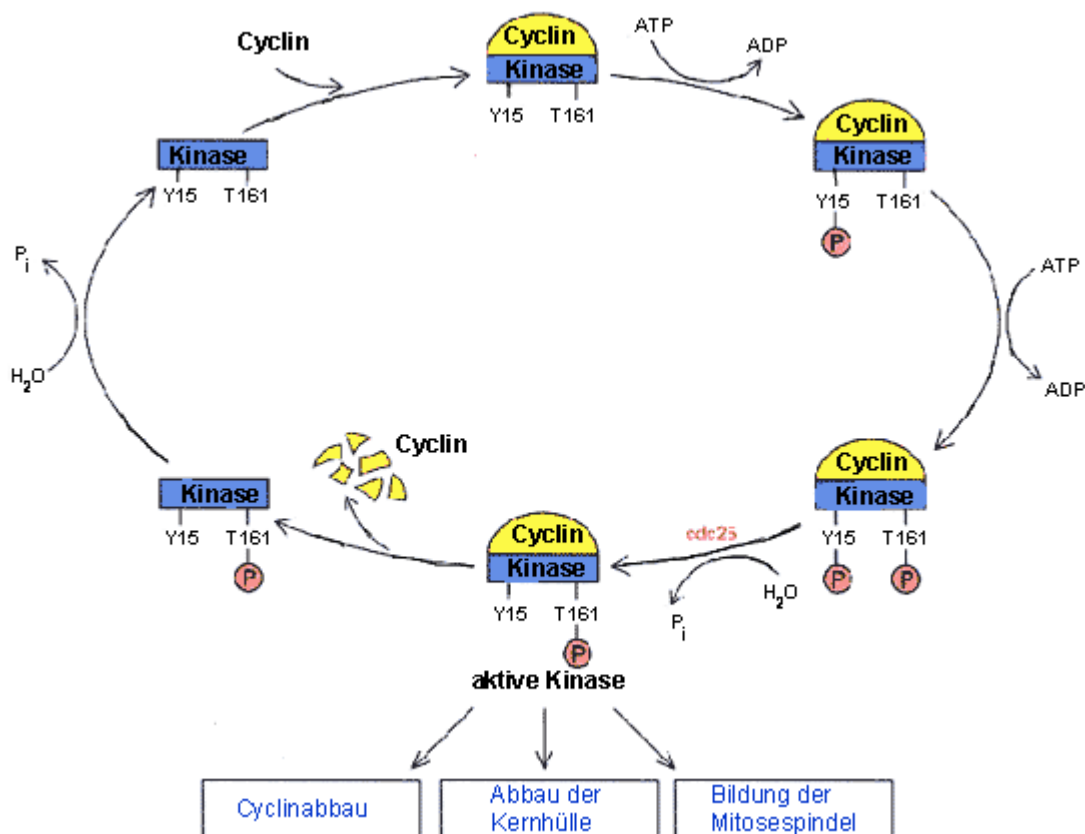 Cyclin
Cyclin
Kinase
Y15 T161
ATP
ADP
Kinase
Y15 T161
Cyclin
Kinase
Y15 T161
P
Pi
H2O
ATP
ADP
Cyclin
Kinase
Y15 T161
P
Cyclin
Kinase
Y15 T161
P P
cdc25
H2O
Pi
Cyclin
Kinase
Y15 T161
P
aktive Kinase
Cyclinabbau
Abbau der
Kernhülle
Bildung der
Mitosespindel